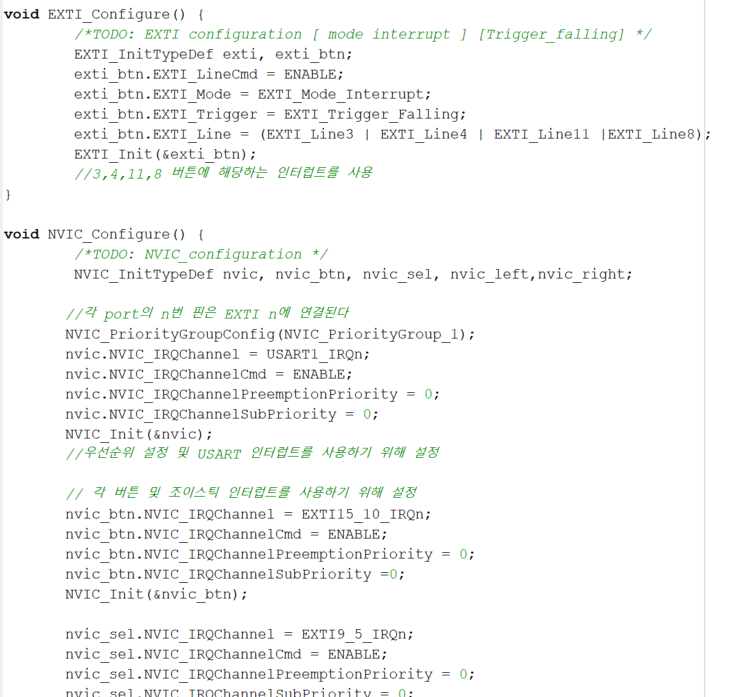 void EXTI_Configure() {
/*TODO: EXTI configuration [ mode interrupt ] [Trigger_falling] */
EXTI_InitTypeDef exti, exti_btn;
exti_btn.EXTI_LineCmd = ENABLE;
exti_btn.EXTI_Mode = EXTI_Mode_Interrupt;
exti_btn.EXTI_Trigger = EXTI_Trigger_Falling;
exti_btn.EXTI_Line = (EXTI_Line3 | EXTI_Line4 | EXTI_Line11 |EXTI_Line8);
EXTI_Init(&exti_btn);
//3,4,11,8 버튼에 해당하는 인터럽트를 사용
}
void NVIC_Configure() {
/*TODO: NVIC_configuration */
NVIC_InitTypeDef nvic, nvic_btn, nvic_sel, nvic_left,nvic_right;
//각 port의 n번 핀은 EXTI n에 연결된다
NVIC_PriorityGroupConfig(NVIC_PriorityGroup_1);
nvic.NVIC_IRQChannel = USART1_IRQn;
nvic.NVIC_IRQChannelCmd = ENABLE;
nvic.NVIC_IRQChannelPreemptionPriority = 0;
nvic.NVIC_IRQChannelSubPriority = 0;
NVIC_Init(&nvic);
//우선순위 설정 및 USART 인터럽트를 사용하기 위해 설정
// 각 버튼 및 조이스틱 인터럽트를 사용하기 위해 설정
nvic_btn.NVIC_IRQChannel = EXTI15_10_IRQn;
nvic_btn.NVIC_IRQChannelCmd = ENABLE;
nvic_btn.NVIC_IRQChannelPreemptionPriority = 0;
nvic_btn.NVIC_IRQChannelSubPriority =0;
NVIC_Init(&nvic_btn);
nvic_sel.NVIC_IRQChannel = EXTI9_5_IRQn;
nvic_sel.NVIC_IRQChannelCmd = ENABLE;
nvic_sel.NVIC_IRQChannelPreemptionPriority = 0;
nvic_sel.NVIC_IRQChannelSubPriority = 0;